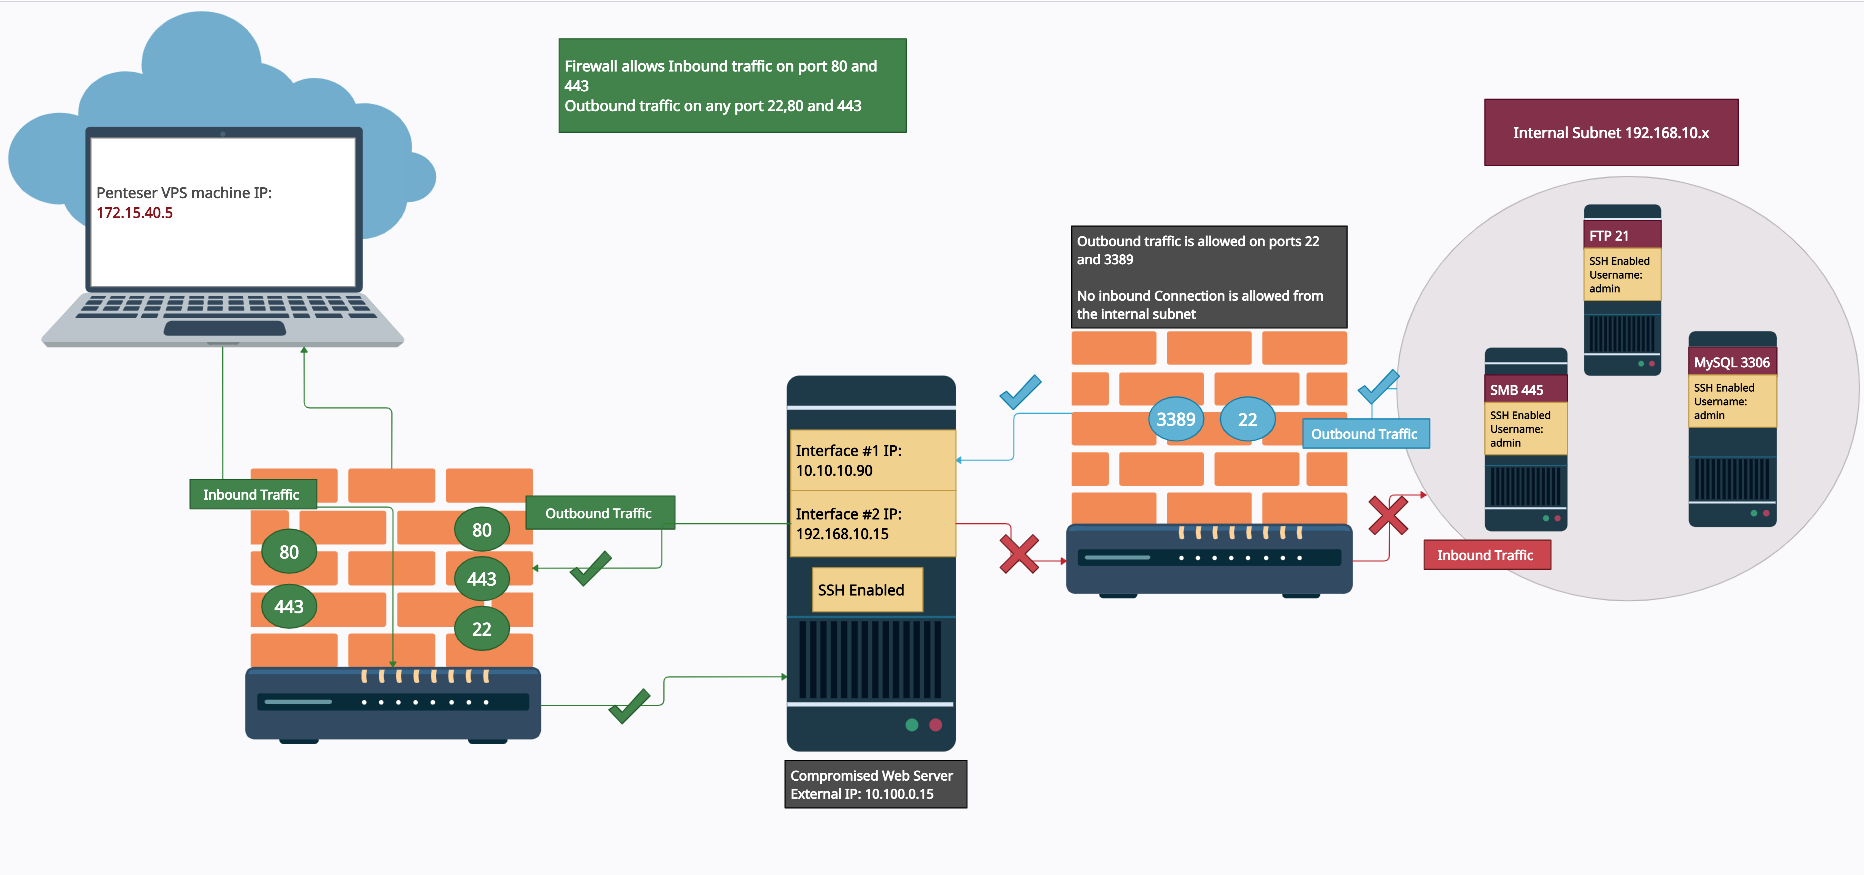 Firewall allows Inbound traffic on port 80 and
443
Outbound traffic on any port 22,80 and 443
Internal Subnet 192.168.10.x
Penteser VPS machine IP:
172.15.40.5
Outbound traffic is allowed on ports 22
and 3389
No inbound Connection is allowed from
the internal subnet
FTP 21
SSH Enabled
Username:
admin
MySQL 3306
SSH Enabled
Username:
admin
SMB 445
SSH Enabled
Username:
admin
3389
22
Outbound Traffic
Interface #1 IP:
10.10.10.90
Interface #2 IP:
192.168.10.15
SSH Enabled
Inbound Traffic
Outbound Traffic
80
443
80
443
22
Inbound Traffic
Compromised Web Server
External IP: 10.100.0.15